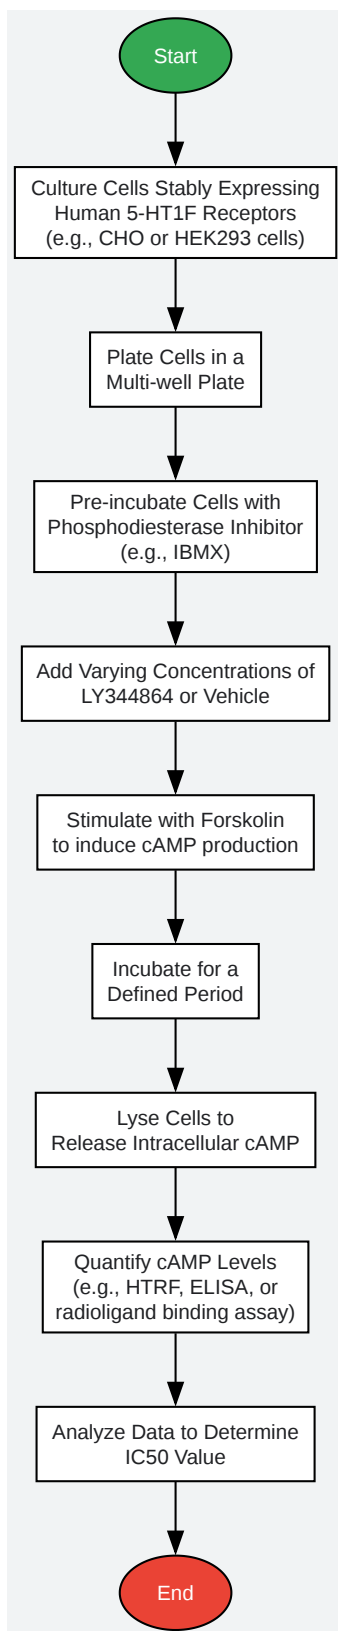 Start
Culture Cells Stably Expressing
Human 5-HT1F Receptors
(e.g., CHO or HEK293 cells)
Plate Cells in a
Multi-well Plate
Pre-incubate Cells with
Phosphodiesterase Inhibitor
(e.g., IBMX)
Add Varying Concentrations of
LY344864 or Vehicle
Stimulate with Forskolin
to induce cAMP production
Incubate for a
Defined Period
Lyse Cells to
Release Intracellular cAMP
Quantify cAMP Levels
(e.g., HTRF, ELISA, or
radioligand binding assay)
Analyze Data to Determine
IC50 Value
End